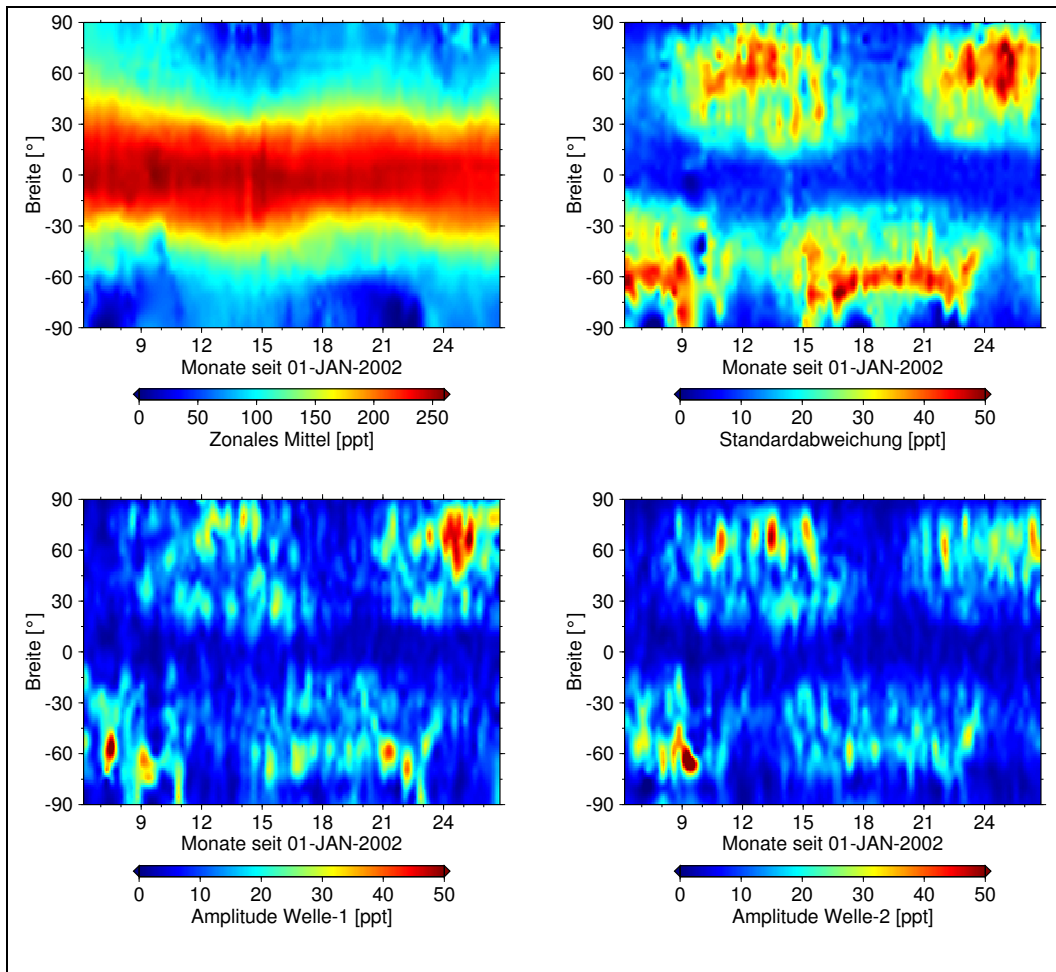 90
60
30
0
-30
-60
-90
Breite [°]
9 12 15 18 21 24
Monate seit 01-JAN-2002
0 50 100 150 200 250
Zonales Mittel [ppt]
90
60
30
0
-30
-60
-90
Breite [°]
9 12 15 18 21 24
Monate seit 01-JAN-2002
0 10 20 30 40 50
Standardabweichung [ppt]
90
60
30
0
-30
-60
-90
Breite [°]
9 12 15 18 21 24
Monate seit 01-JAN-2002
0 10 20 30 40 50
Amplitude Welle-1 [ppt]
90
60
30
0
-30
-60
-90
Breite [°]
9 12 15 18 21 24
Monate seit 01-JAN-2002
0 10 20 30 40 50
Amplitude Welle-2 [ppt]